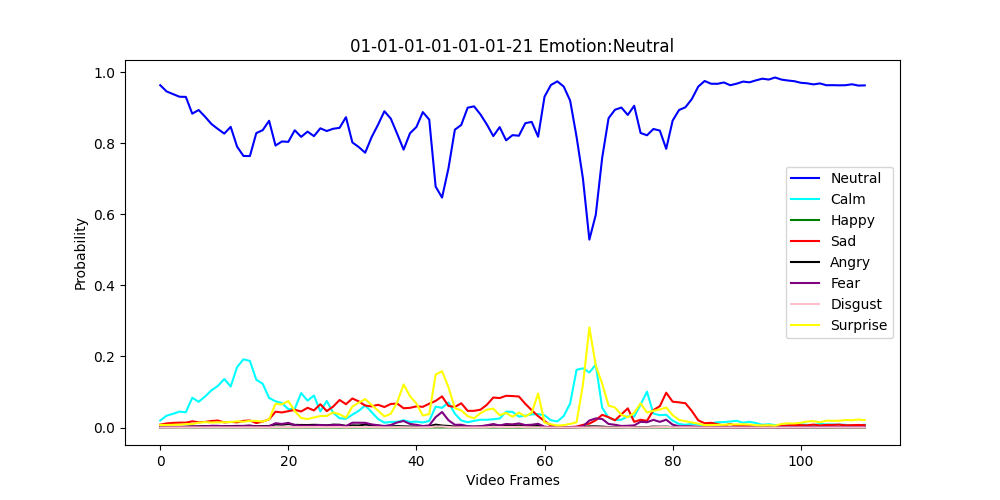 01-01-01-01-01-01-21 Emotion:Neutral
Probability
1.0
0.8
0.6
0.4
0.2
0.0
0
20
40
60
80
100
Video Frames
Neutral
Calm
Happy
Sad
Angry
Fear
Disgust
Surprise